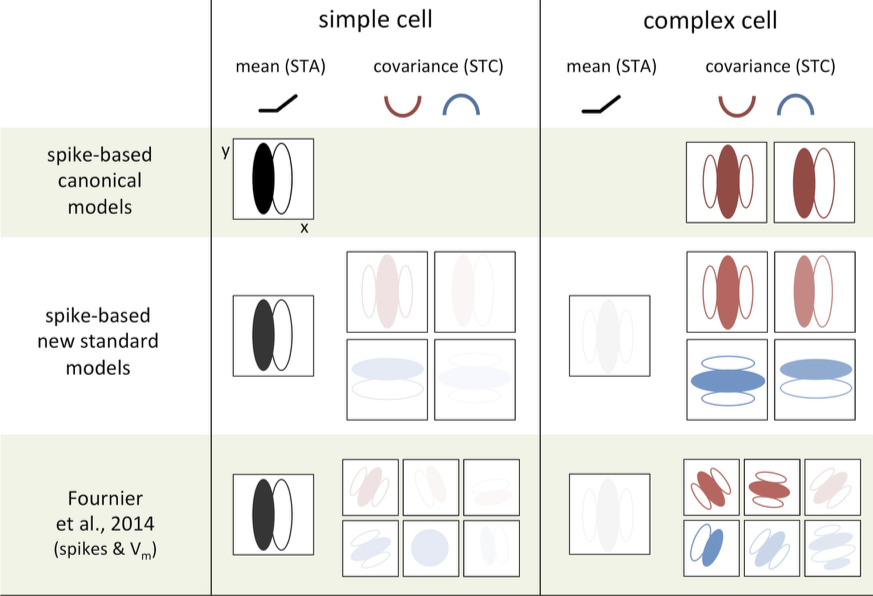 simple cell
complex cell
mean (STA)
covariance (STC)
mean (STA)
covariance (STC)
spike-based
canonical
models
y
x
spike-based
new standard
models
Fournier
et al., 2014
(spikes & Vm)